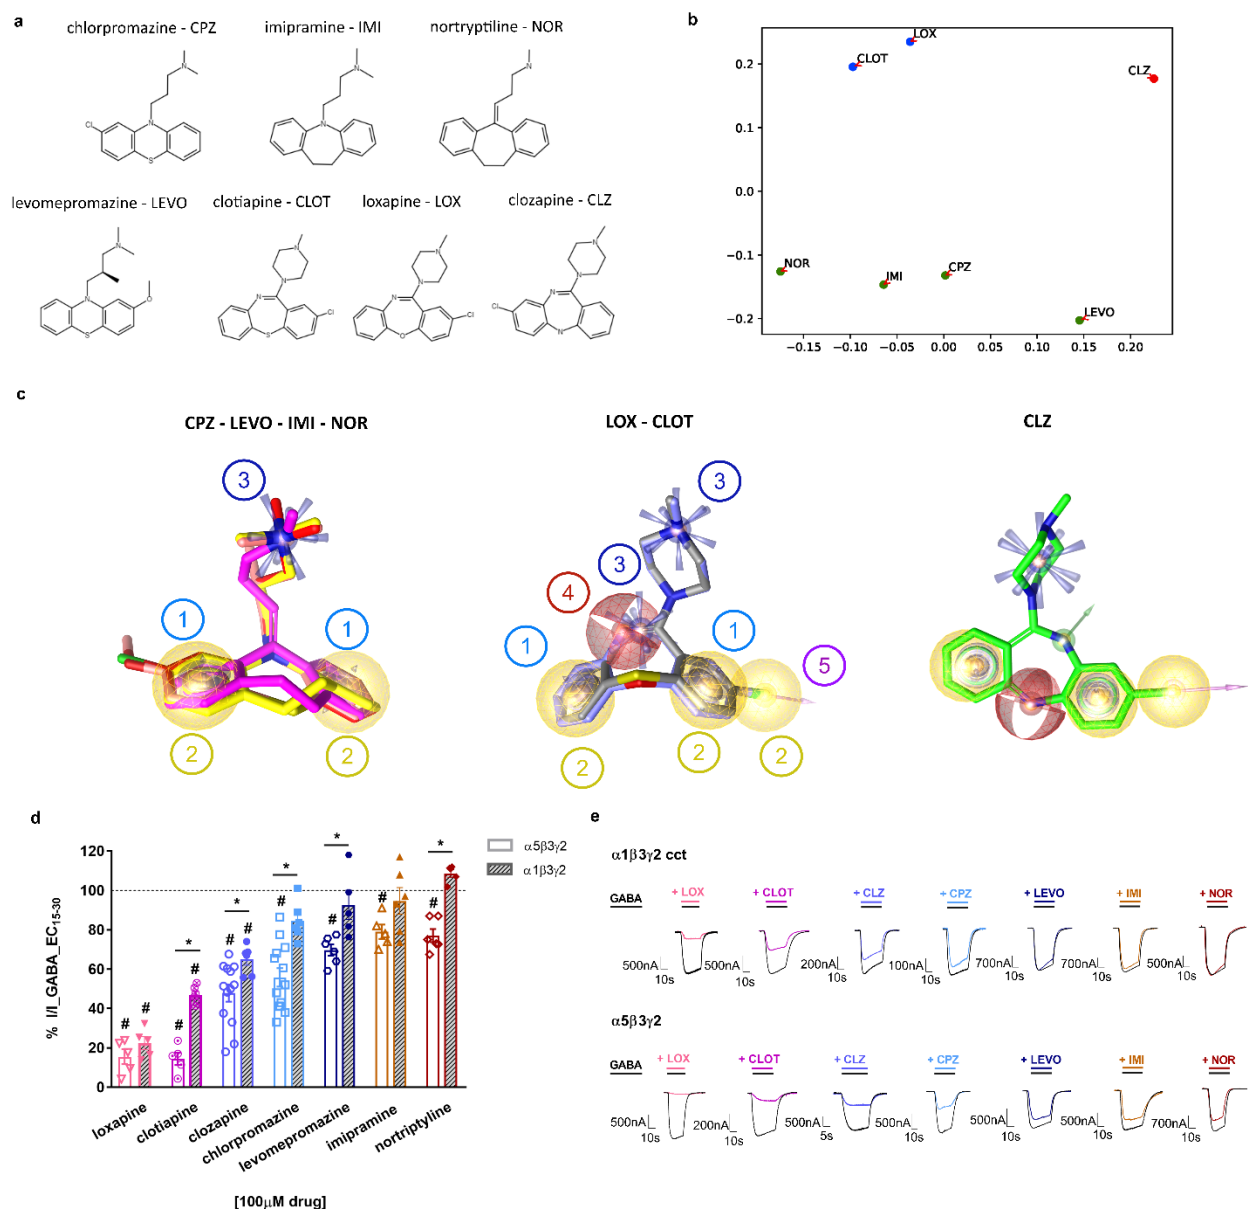 a
chlorpromazine - CPZ
imipramine - IMI
nortryptiline - NOR
Cl
N
S
N
N
N
N
levomepromazine - LEVO
clotiapine - CLOT
loxapine - LOX
clozapine - CLZ
N
N
S
O
N
N
N
S
Cl
N
N
N
O
Cl
N
N
N
N
Cl
b
LOX
CLOT
CLZ
NOR
IMI
CPZ
LEVO
0.2
0.1
0.0
−0.1
−0.2
−0.15
−0.10
−0.05
0.00
0.05
0.10
0.15
0.20
c
CPZ - LEVO - IMI - NOR
LOX - CLOT
CLZ
3
1
1
2
2
3
3
4
1
1
5
2
2
2
d
% I/I_GABA_EC15-30
120
100
80
60
40
20
0
α5β3γ2
α1β3γ2
# # # # # # # # # #
* * * * *
loxapine
clotiapine
clozapine
chlorpromazine
levomepromazine
imipramine
nortriptyline
[100μM drug]
e
α1β3γ2 cct
GABA
+ LOX
+ CLOT
+ CLZ
+ CPZ
+ LEVO
+ IMI
+ NOR
500nA
10s
500nA
10s
200nA
10s
100nA
10s
700nA
10s
700nA
10s
500nA
10s
α5β3γ2
GABA
+ LOX
+ CLOT
+ CLZ
+ CPZ
+ LEVO
+ IMI
+ NOR
500nA
10s
200nA
10s
500nA
5s
500nA
10s
500nA
10s
500nA
10s
700nA
10s